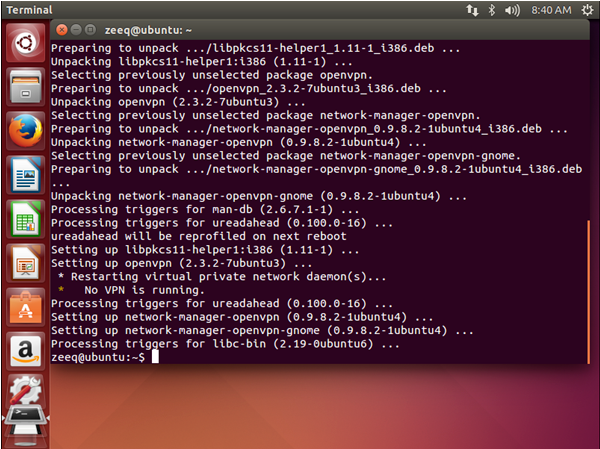 Terminal
8:40 AM
zeeq@ubuntu: ~
Preparing to unpack .../libpkcs11-helper1_1.11-1_i386.deb ...
Unpacking libpkcs11-helper1:i386 (1.11-1) ...
Selecting previously unselected package openvpn.
Preparing to unpack .../openvpn_2.3.2-7ubuntu3_i386.deb ...
Unpacking openvpn (2.3.2-7ubuntu3) ...
Selecting previously unselected package network-manager-openvpn.
Preparing to unpack .../network-manager-openvpn_0.9.8.2-1ubuntu4_i386.deb ...
Unpacking network-manager-openvpn (0.9.8.2-1ubuntu4) ...
Selecting previously unselected package network-manager-openvpn-gnome.
Preparing to unpack .../network-manager-openvpn-gnome_0.9.8.2-1ubuntu4_i386.deb
...
Unpacking network-manager-openvpn-gnome (0.9.8.2-1ubuntu4) ...
Processing triggers for man-db (2.6.7.1-1) ...
Processing triggers for ureadahead (0.100.0-16) ...
ureadahead will be reprofiled on next reboot
Setting up libpkcs11-helper1:i386 (1.11-1) ...
Setting up openvpn (2.3.2-7ubuntu3) ...
* Restarting virtual private network daemon(s)...
*   No VPN is running.
Processing triggers for ureadahead (0.100.0-16) ...
Setting up network-manager-openvpn (0.9.8.2-1ubuntu4) ...
Setting up network-manager-openvpn-gnome (0.9.8.2-1ubuntu4) ...
Processing triggers for libc-bin (2.19-0ubuntu6) ...
zeeq@ubuntu:~$